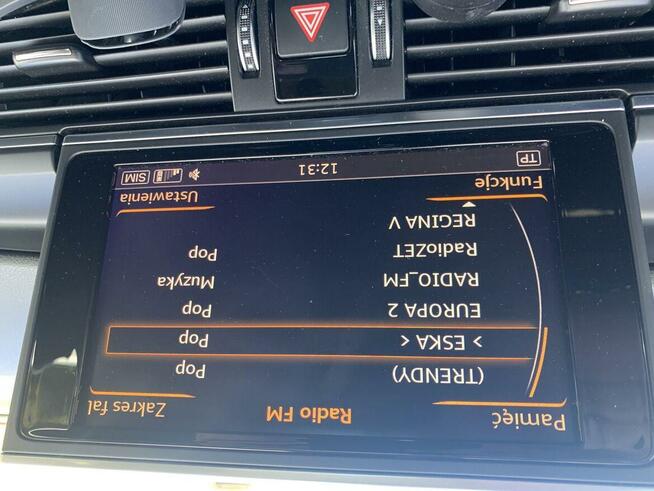 Pamięć Radio FM Zakres fal
(TRENDY) Pop
> ESKA < Pop
EUROPA 2 Pop
RADIO_FM Muzyka
RadioZET Pop
REGINA V
Funkcje Ustawienia
TP 12:31 SIM